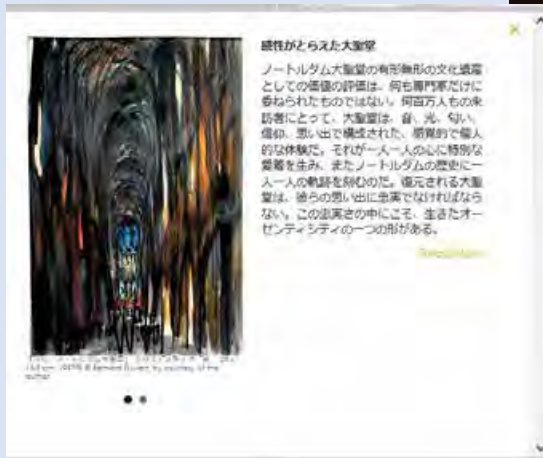 感性がとらえた大聖堂
ノートルダム大聖堂の有形無形の文化遺産
としての価値の評価は、何も専門家だけに
委ねられたものではない。何百万人もの来
訪者にとって、大聖堂は、音、光、匂い、
信仰、思い出で構成された、感覚的で個人
的な体験だ。それが一人一人の心に特別な
愛着を生み、またノートルダムの歴史に一
人一人の軌跡を刻むのだ。復元される大聖
堂は、彼らの思い出に忠実でなければなら
ない。この忠実さの中にこそ、生きたオー
センティシティの一つの形がある。
by courtesy of the
author